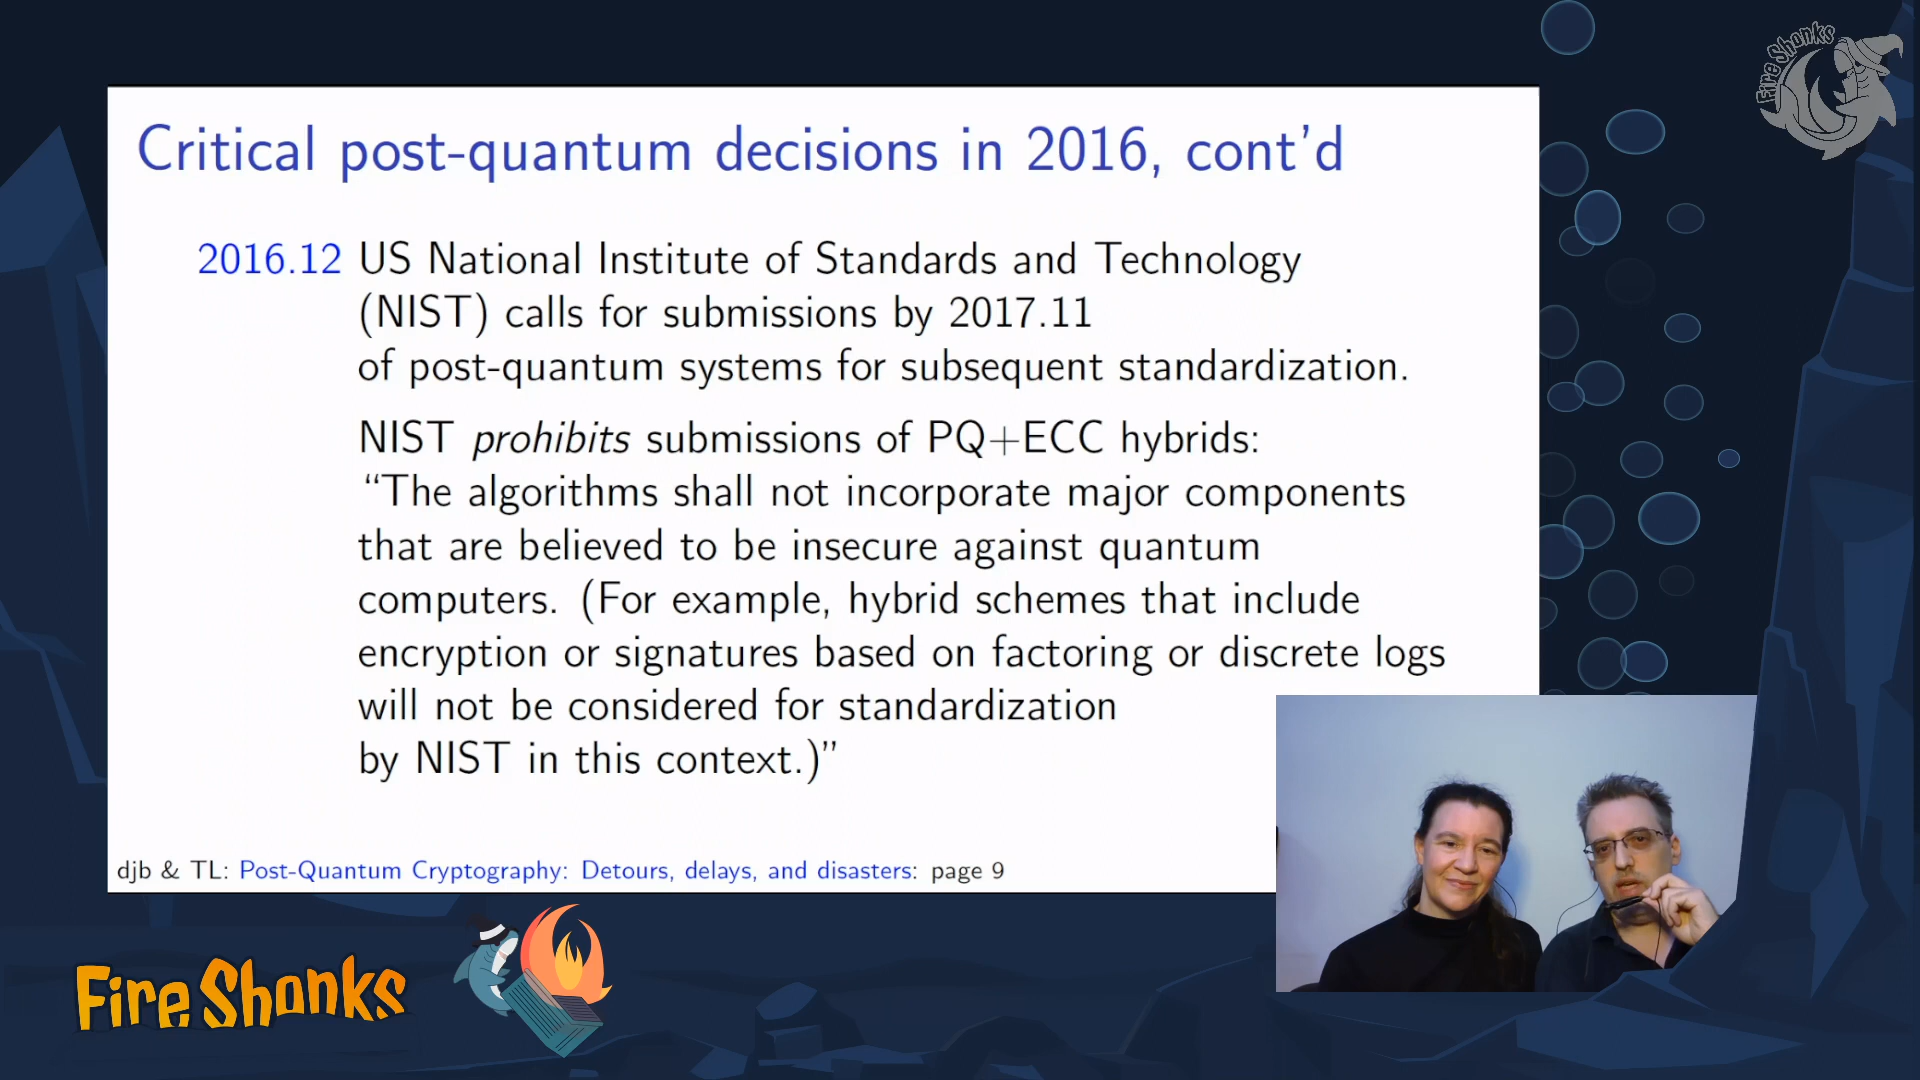 Fire Shonks
Critical post-quantum decisions in 2016, cont’d
2016.12 US National Institute of Standards and Technology
(NIST) calls for submissions by 2017.11
of post-quantum systems for subsequent standardization.
NIST prohibits submissions of PQ+ECC hybrids:
“The algorithms shall not incorporate major components
that are believed to be insecure against quantum
computers. (For example, hybrid schemes that include
encryption or signatures based on factoring or discrete logs
will not be considered for standardization
by NIST in this context.)”
djb & TL: Post-Quantum Cryptography: Detours, delays, and disasters: page 9
Fire Shonks